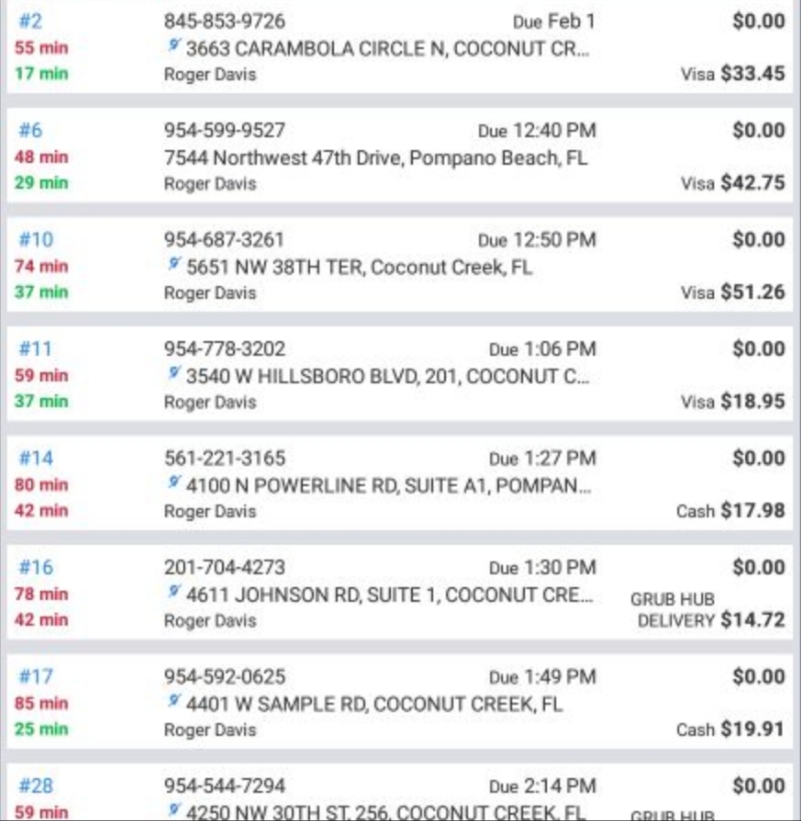 #2 845-853-9726 Due Feb 1 $0.00
55 min 3663 CARAMBOLA CIRCLE N, COCONUT CR...
17 min Roger Davis Visa $33.45
#6 954-599-9527 Due 12:40 PM $0.00
48 min 7544 Northwest 47th Drive, Pompano Beach, FL
29 min Roger Davis Visa $42.75
#10 954-687-3261 Due 12:50 PM $0.00
74 min 5651 NW 38TH TER, Coconut Creek, FL
37 min Roger Davis Visa $51.26
#11 954-778-3202 Due 1:06 PM $0.00
59 min 3540 W HILLSBORO BLVD, 201, COCONUT C...
37 min Roger Davis Visa $18.95
#14 561-221-3165 Due 1:27 PM $0.00
80 min 4100 N POWERLINE RD, SUITE A1, POMPAN...
42 min Roger Davis Cash $17.98
#16 201-704-4273 Due 1:30 PM $0.00
78 min 4611 JOHNSON RD, SUITE 1, COCONUT CRE... GRUB HUB
42 min Roger Davis DELIVERY $14.72
#17 954-592-0625 Due 1:49 PM $0.00
85 min 4401 W SAMPLE RD, COCONUT CREEK, FL
25 min Roger Davis Cash $19.91
#28 954-544-7294 Due 2:14 PM $0.00
59 min 4250 NW 30TH ST, 256, COCONUT CREEK, FL GRUB HUB